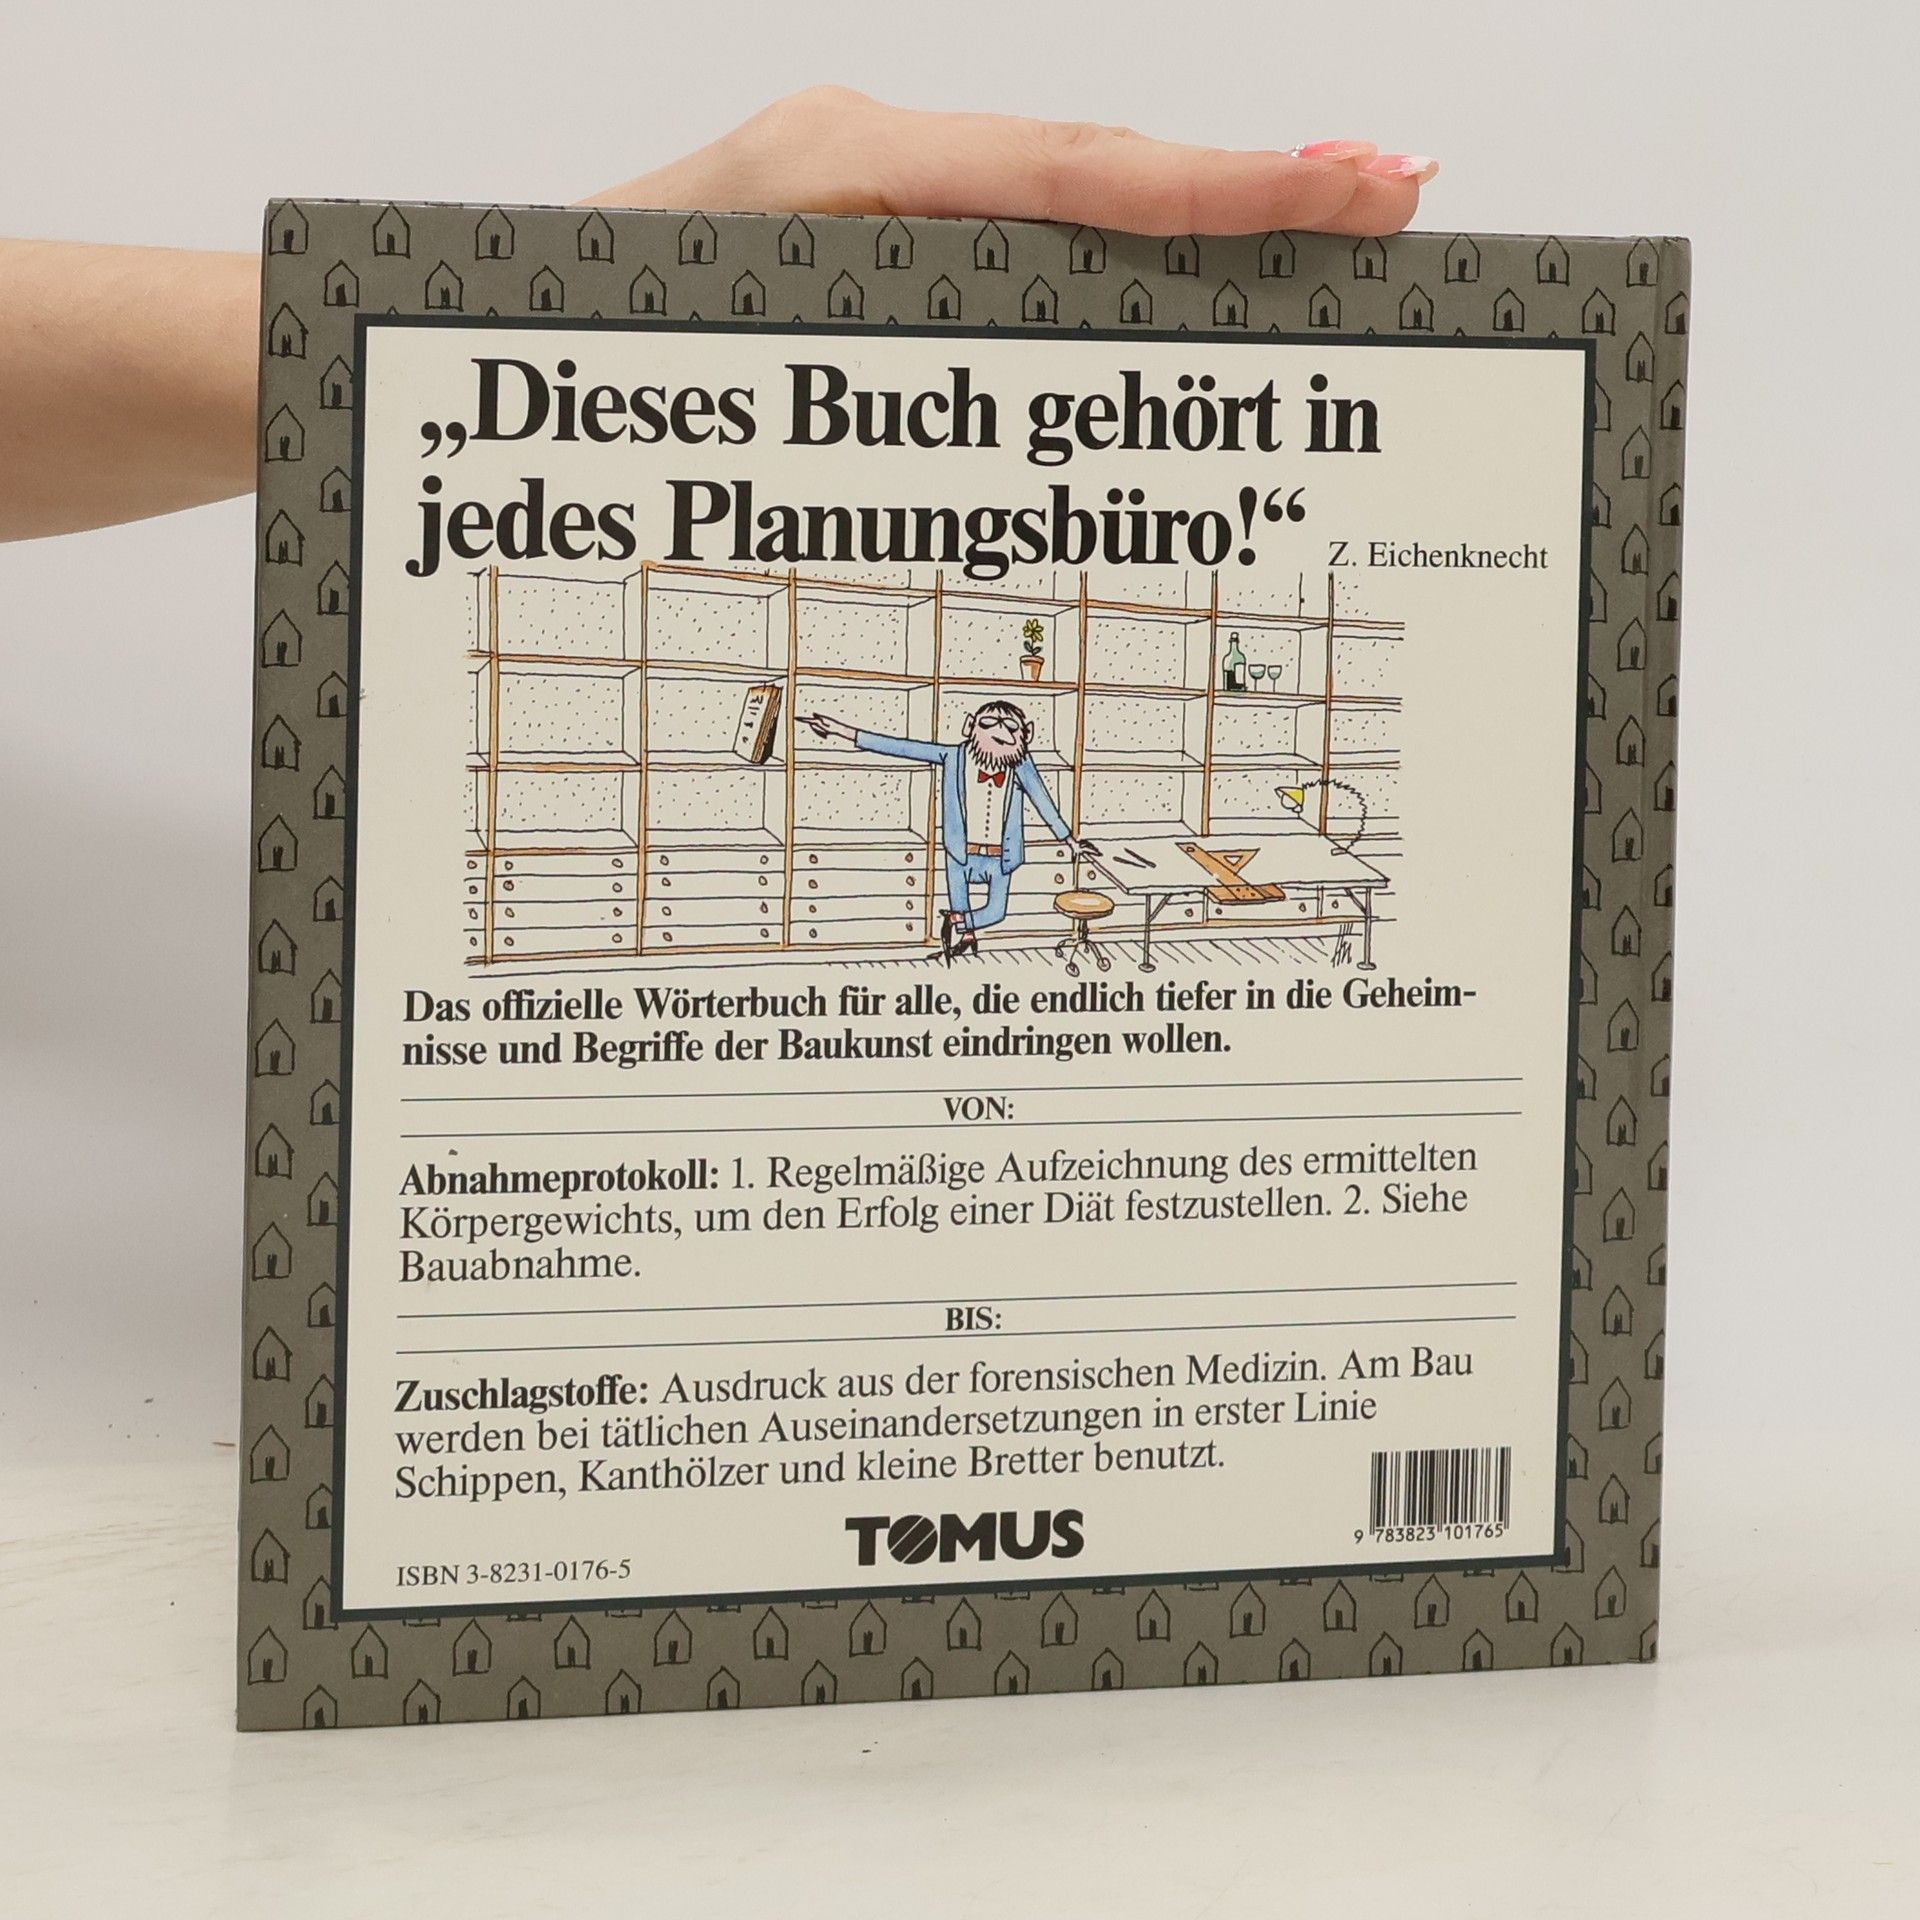 „Dieses Buch gehört in
jedes Planungsbüro!“
Z. Eichenknecht
Das offizielle Wörterbuch für alle, die endlich tiefer in die Geheim-
nisse und Begriffe der Baukunst eindringen wollen.
VON:
Abnahmeprotokoll: 1. Regelmäßige Aufzeichnung des ermittelten
Körpergewichts, um den Erfolg einer Diät festzustellen. 2. Siehe
Bauabnahme.
BIS:
Zuschlagstoffe: Ausdruck aus der forensischen Medizin. Am Bau
werden bei tätlichen Auseinandersetzungen in erster Linie
Schippen, Kanthölzer und kleine Bretter benutzt.
ISBN 3-8231-0176-5
TOMUS
9 783823 101765